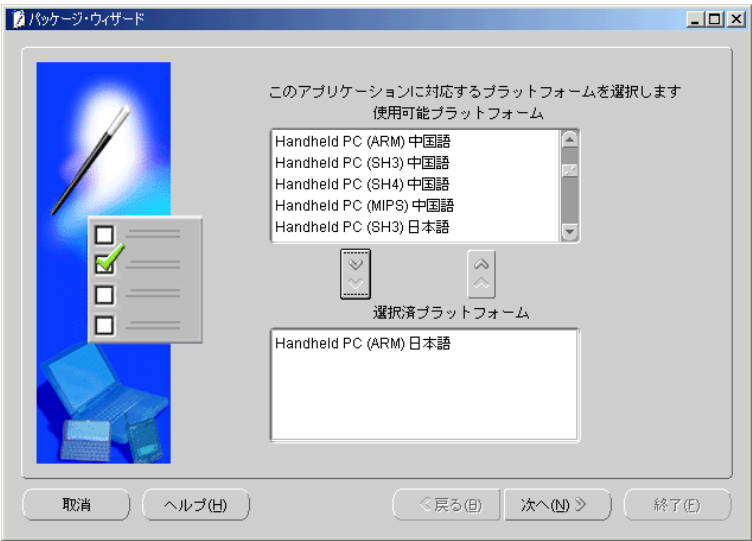 パッケージ・ウィザード
このアプリケーションに対応するプラットフォームを選択します
使用可能プラットフォーム
Handheld PC (ARM) 中国語
Handheld PC (SH3) 中国語
Handheld PC (SH4) 中国語
Handheld PC (MIPS) 中国語
Handheld PC (SH3) 日本語
選択済プラットフォーム
Handheld PC (ARM) 日本語
取消
ヘルプ(H)
戻る(B)
次へ(N)
終了(F)